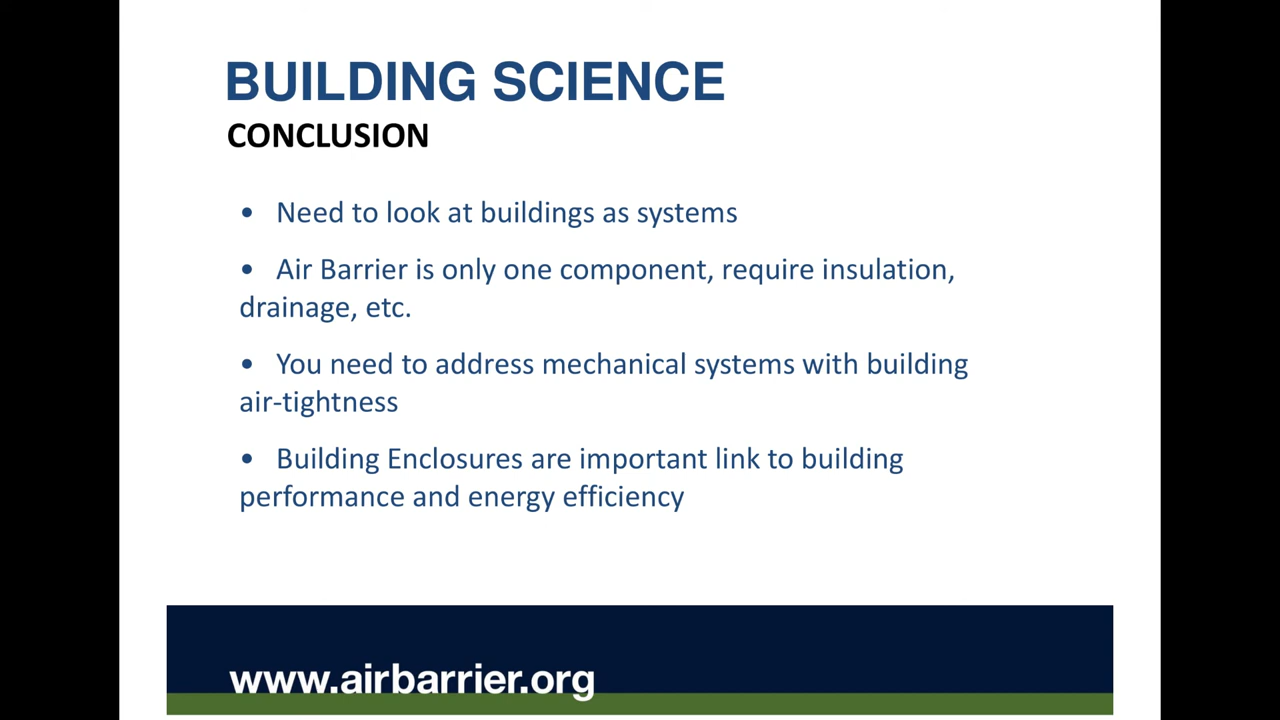 BUILDING SCIENCE
CONCLUSION
• Need to look at buildings as systems
• Air Barrier is only one component, require insulation,
drainage, etc.
• You need to address mechanical systems with building
air-tightness
• Building Enclosures are important link to building
performance and energy efficiency
www.airbarrier.org